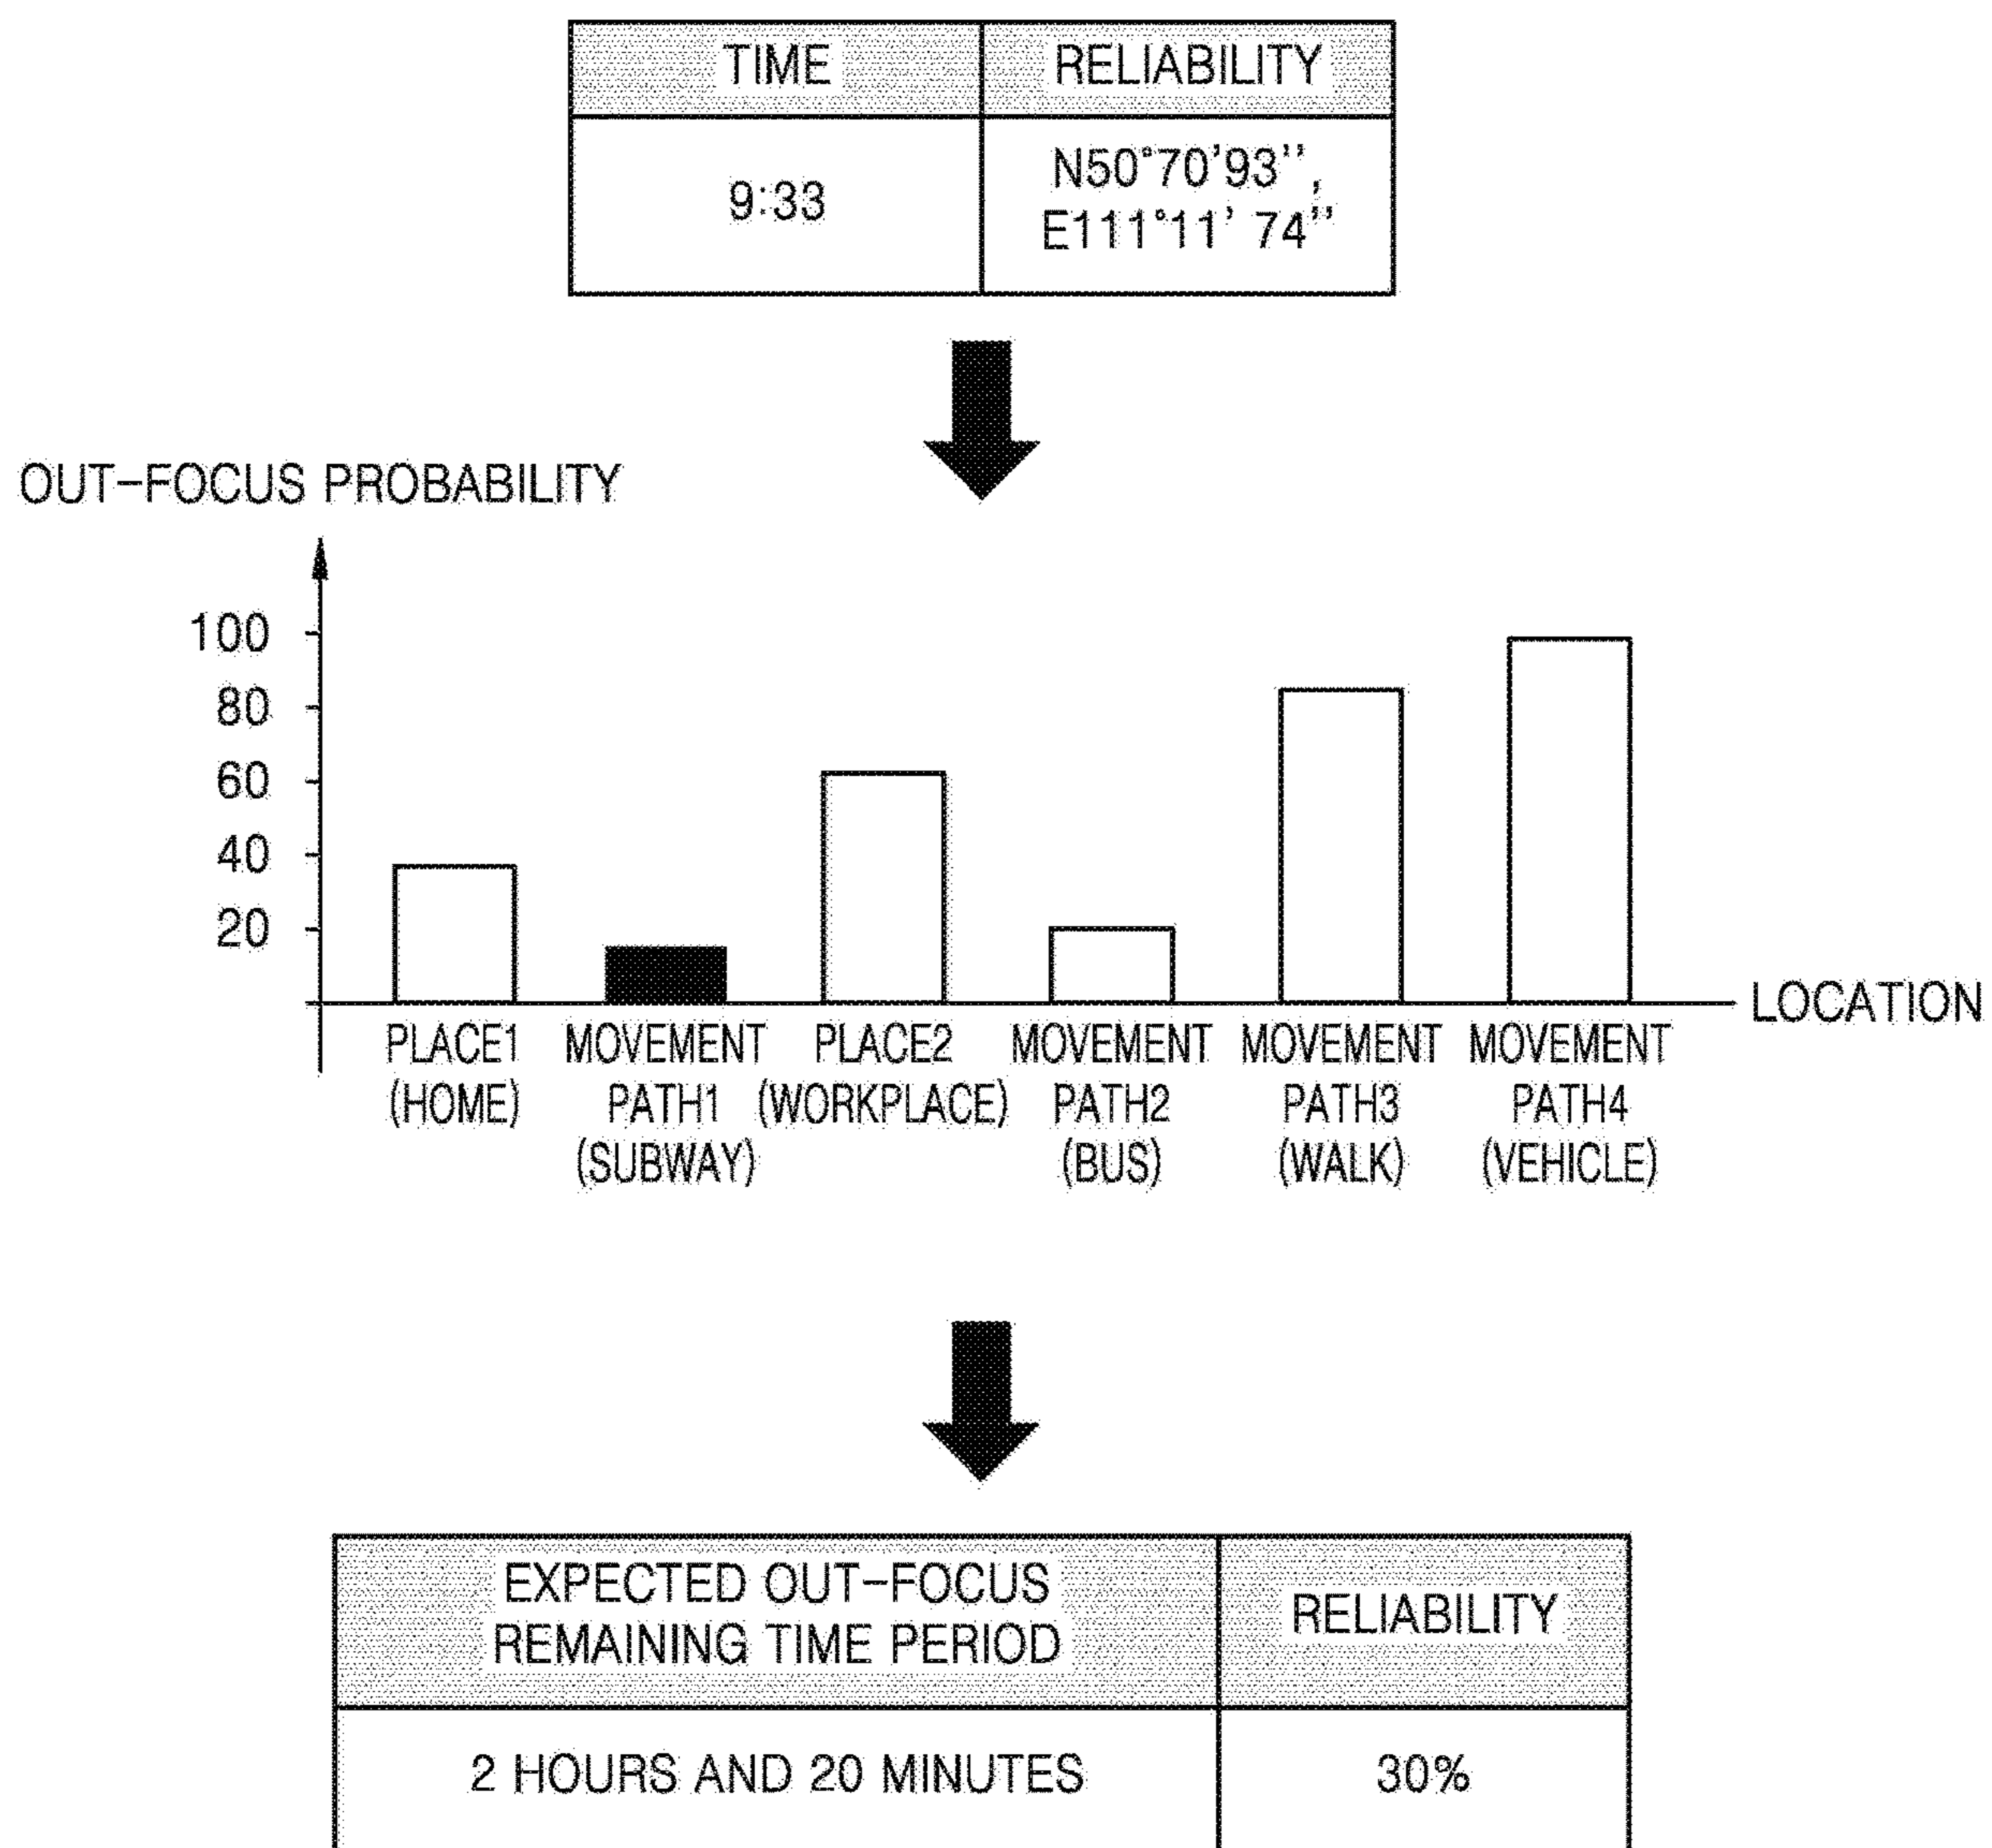 TIME RELIABILITY
9:33 N50°70'93'',
E111°11' 74''
OUT-FOCUS PROBABILITY
100
80
60
40
20
LOCATION
PLACE1 MOVEMENT PLACE2 MOVEMENT MOVEMENT MOVEMENT
(HOME) PATH1 (WORKPLACE) PATH2 PATH3 PATH4
(SUBWAY) (BUS) (WALK) (VEHICLE)
EXPECTED OUT-FOCUS
REMAINING TIME PERIOD RELIABILITY
2 HOURS AND 20 MINUTES 30%